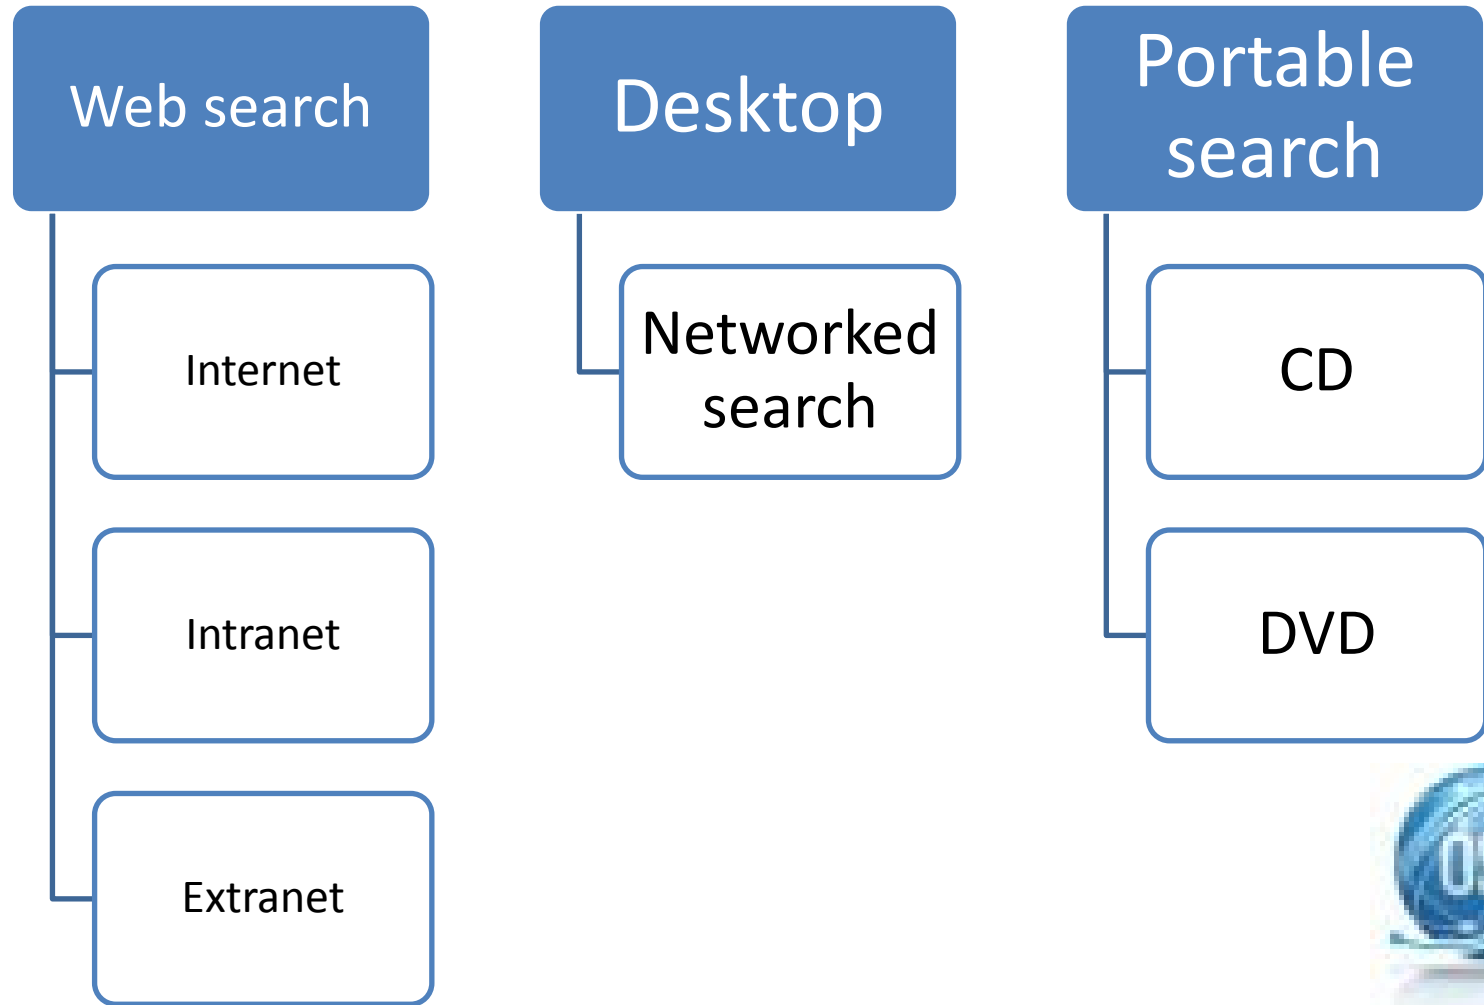 Web search
Internet
Intranet
Extranet
Desktop
Networked
search
Portable
search
CD
DVD